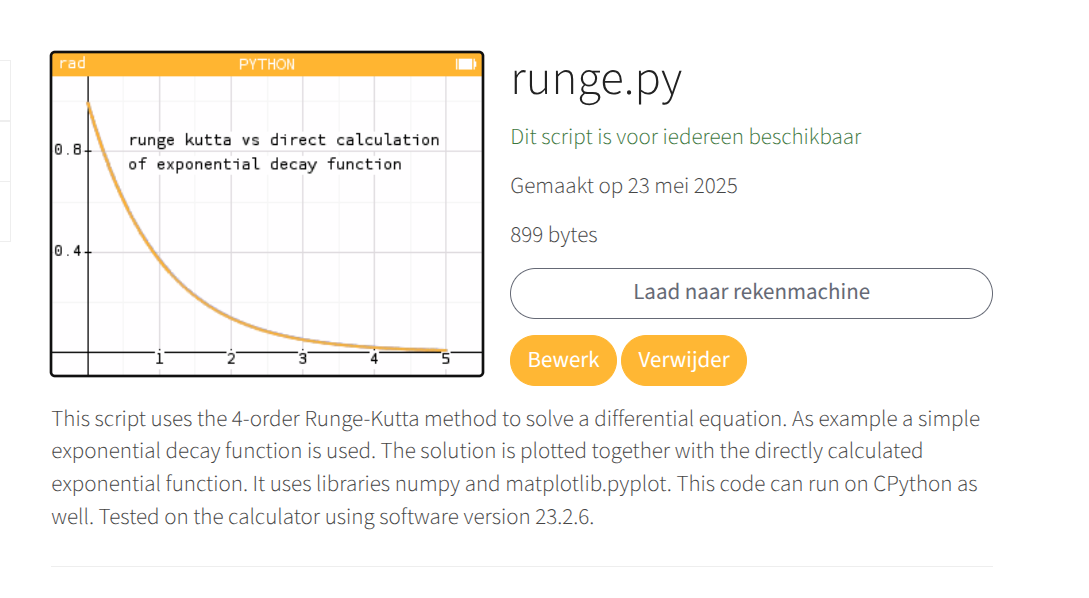 rad PYTHON
runge kutta vs direct calculation
of exponential decay function
0.8
0.4
1 2 3 4 5
runge.py
Dit script is voor iedereen beschikbaar
Gemaakt op 23 mei 2025
899 bytes
Laad naar rekenmachine
Bewerk Verwijder
This script uses the 4-order Runge-Kutta method to solve a differential equation. As example a simple
exponential decay function is used. The solution is plotted together with the directly calculated
exponential function. It uses libraries numpy and matplotlib.pyplot. This code can run on CPython as
well. Tested on the calculator using software version 23.2.6.